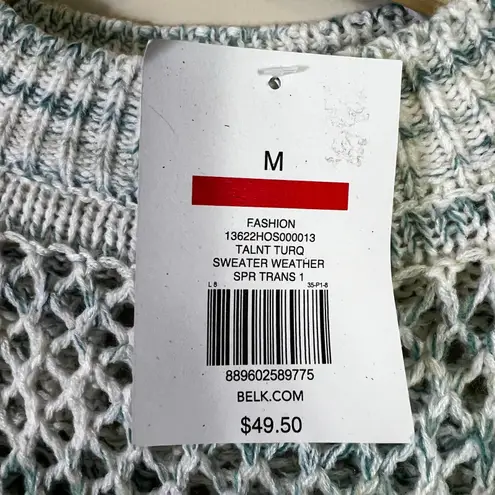 M
FASHION
13622HOS000013
TALNT TURQ
SWEATER WEATHER
SPR TRANS 1
L 8 35-P1-8
889602589775
BELK.COM
$49.50